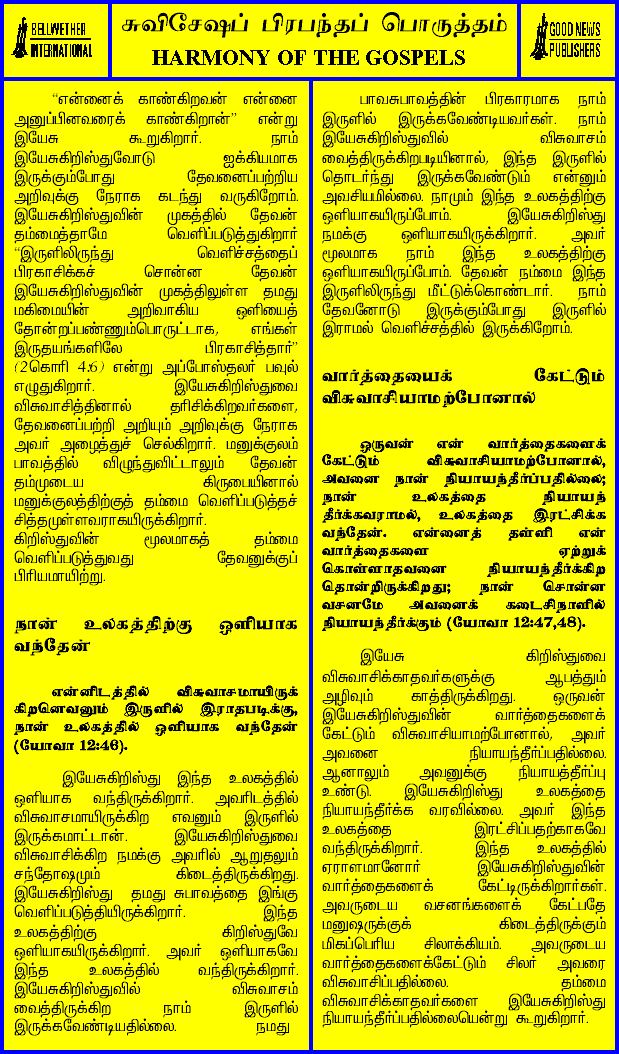 BELLWETHER
INTERNATIONAL
சுவிசேஷப் பிரபந்தப் பொருத்தம்
HARMONY OF THE GOSPELS
GOOD NEWS
PUBLISHERS
“என்னைக் காண்கிறவன் என்னை
அனுப்பினவரைக் காண்கிறான்” என்று
இயேசு கூறுகிறார். நாம்
இயேசுகிறிஸ்துவோடு ஐக்கியமாக
இருக்கும்போது தேவனைப்பற்றிய
அறிவுக்கு நேராக கடந்து வருகிறோம்.
இயேசுகிறிஸ்துவின் முகத்தில் தேவன்
தம்மைத்தாமே வெளிப்படுத்துகிறார்
“இருளிலிருந்து வெளிச்சத்தைப்
பிரகாசிக்கச் சொன்ன தேவன்
இயேசுகிறிஸ்துவின் முகத்திலுள்ள தமது
மகிமையின் அறிவாகிய ஒளியைத்
தோன்றப்பண்ணும்பொருட்டாக, எங்கள்
இருதயங்களிலே பிரகாசித்தார்”
(2கொரி 4:6) என்று அப்போஸ்தலர் பவுல்
எழுதுகிறார். இயேசுகிறிஸ்துவை
விசுவாசித்தினால் தரிசிக்கிறவர்களை,
தேவனைப்பற்றி அறியும் அறிவுக்கு நேராக
அவர் அழைத்துச் செல்கிறார். மனுக்குலம்
பாவத்தில் விழுந்துவிட்டாலும் தேவன்
தம்முடைய கிருபையினால்
மனுக்குலத்திற்குத் தம்மை வெளிப்படுத்தச்
சித்தமுள்ளவராகயிருக்கிறார்.
கிறிஸ்துவின் மூலமாகத் தம்மை
வெளிப்படுத்துவது தேவனுக்குப்
பிரியமாயிற்று.
நான் உலகத்திற்கு ஒளியாக
வந்தேன்
என்னிடத்தில் விசுவாசமாயிருக்
கிறனெவனும் இருளில் இராதபடிக்கு,
நான் உலகத்தில் ஒளியாக வந்தேன்
(யோவா 12:46).
இயேசுகிறிஸ்து இந்த உலகத்தில்
ஒளியாக வந்திருக்கிறார். அவரிடத்தில்
விசுவாசமாயிருக்கிற எவனும் இருளில்
இருக்கமாட்டான். இயேசுகிறிஸ்துவை
விசுவாசிக்கிற நமக்கு அவரில் ஆறுதலும்
சந்தோஷமும் கிடைத்திருக்கிறது.
இயேசுகிறிஸ்து தமது சுபாவத்தை இங்கு
வெளிப்படுத்தியிருக்கிறார். இந்த
உலகத்திற்கு கிறிஸ்துவே
ஒளியாகயிருக்கிறார். அவர் ஒளியாகவே
இந்த உலகத்தில் வந்திருக்கிறார்.
இயேசுகிறிஸ்துவில் விசுவாசம்
வைத்திருக்கிற நாம் இருளில்
இருக்கவேண்டியதில்லை. நமது
பாவசுபாவத்தின் பிரகாரமாக நாம்
இருளில் இருக்கவேண்டியவர்கள். நாம்
இயேசுகிறிஸ்துவில் விசுவாசம்
வைத்திருக்கிறபடியினால், இந்த இருளில்
தொடர்ந்து இருக்கவேண்டும் என்னும்
அவசியமில்லை. நாமும் இந்த உலகத்திற்கு
ஒளியாகயிருப்போம். இயேசுகிறிஸ்து
நமக்கு ஒளியாகயிருக்கிறார். அவர்
மூலமாக நாம் இந்த உலகத்திற்கு
ஒளியாகயிருப்போம். தேவன் நம்மை இந்த
இருளிலிருந்து மீட்டுக்கொண்டார். நாம்
தேவனோடு இருக்கும்போது இருளில்
இராமல் வெளிச்சத்தில் இருக்கிறோம்.
வார்த்தையைக் கேட்டும்
விசுவாசியாமற்போனால்
ஒருவன் என் வார்த்தைகளைக்
கேட்டும் விசுவாசியாமற்போனால்,
அவனை நான் நியாயந்தீர்ப்பதில்லை;
நான் உலகத்தை நியாயந்
தீர்க்கவராமல், உலகத்தை இரட்சிக்க
வந்தேன். என்னைத் தள்ளி என்
வார்த்தைகளை ஏற்றுக்
கொள்ளாதவனை நியாயந்தீர்க்கிற
தொன்றிருக்கிறது; நான் சொன்ன
வசனமே அவனைக் கடைசிநாளில்
நியாயந்தீர்க்கும் (யோவா 12:47,48).
இயேசு கிறிஸ்துவை
விசுவாசிக்காதவர்களுக்கு ஆபத்தும்
அழிவும் காத்திருக்கிறது. ஒருவன்
இயேசுகிறிஸ்துவின் வார்த்தைகளைக்
கேட்டும் விசுவாசியாமற்போனால், அவர்
அவனை நியாயந்தீர்ப்பதில்லை.
ஆனாலும் அவனுக்கு நியாயத்தீர்ப்பு
உண்டு. இயேசுகிறிஸ்து உலகத்தை
நியாயந்தீர்க்க வரவில்லை. அவர் இந்த
உலகத்தை இரட்சிப்பதற்காகவே
வந்திருக்கிறார். இந்த உலகத்தில்
ஏராளமானோர் இயேசுகிறிஸ்துவின்
வார்த்தைகளைக் கேட்டிருக்கிறார்கள்.
அவருடைய வசனங்களைக் கேட்பதே
மனுஷருக்குக் கிடைத்திருக்கும்
மிகப்பெரிய சிலாக்கியம். அவருடைய
வார்த்தைகளைக்கேட்டும் சிலர் அவரை
விசுவாசிப்பதில்லை. தம்மை
விசுவாசிக்காதவர்களை இயேசுகிறிஸ்து
நியாயந்தீர்ப்பதில்லையென்று கூறுகிறார்.